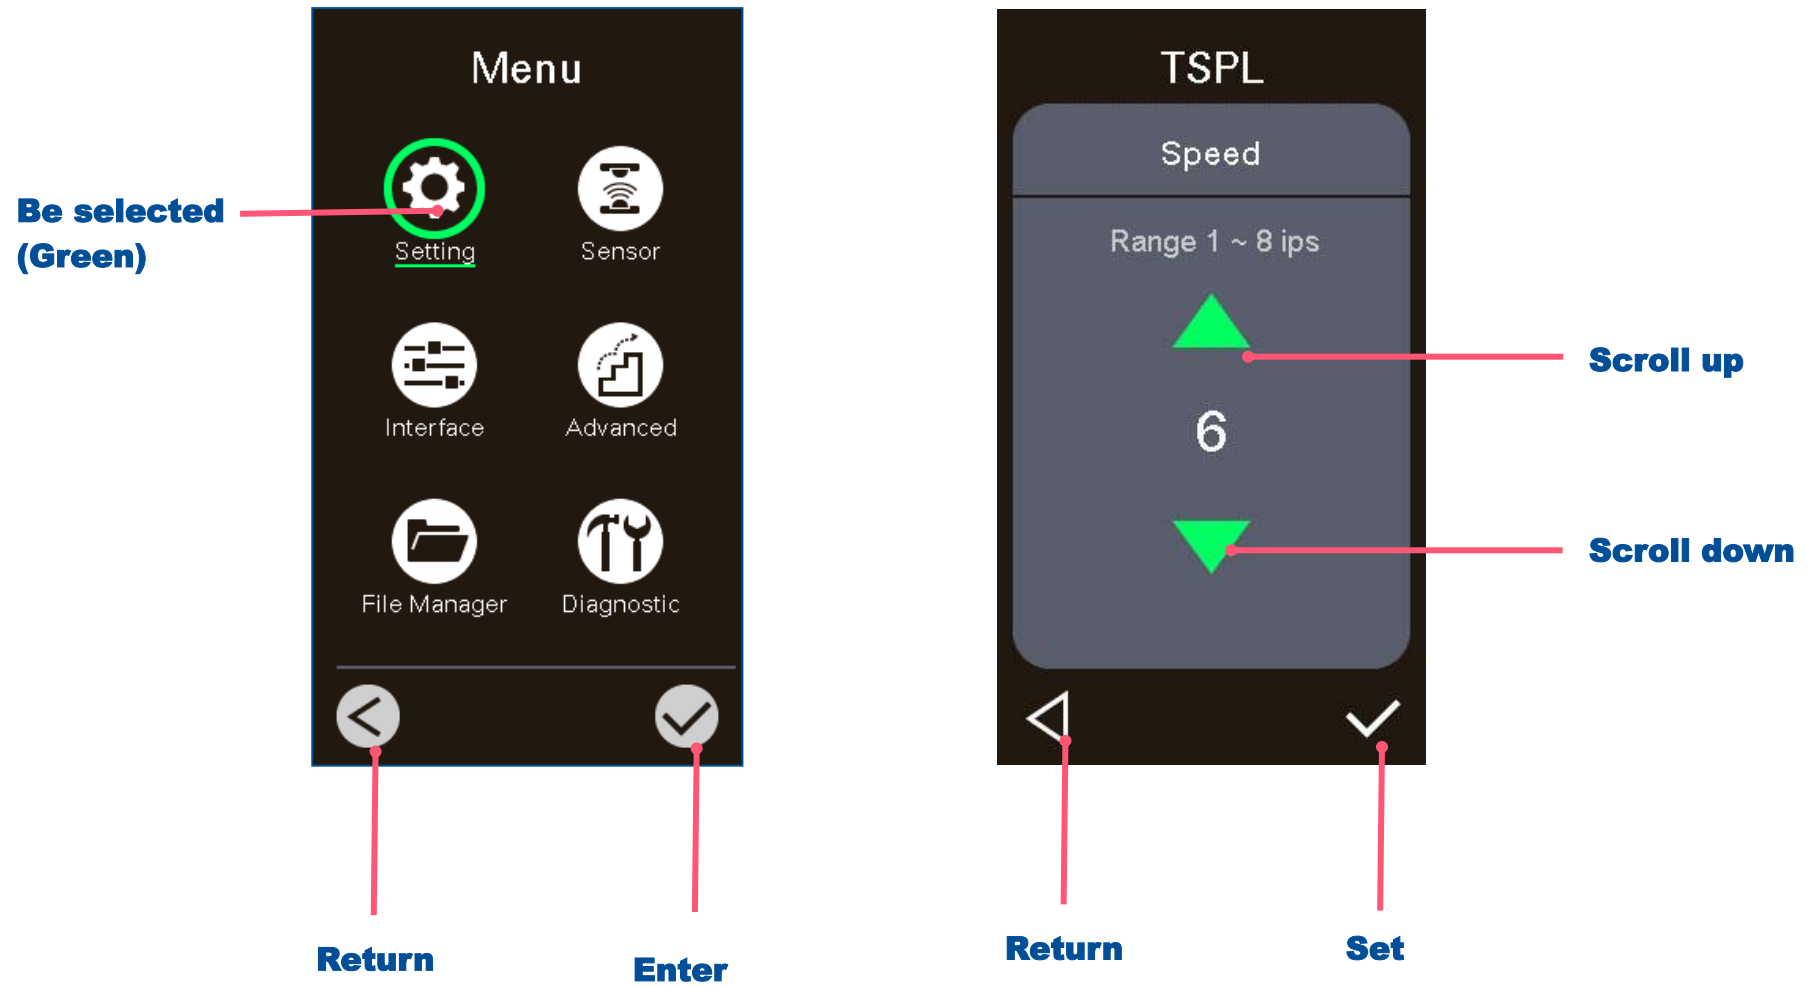 Menu
Be selected
(Green)
Setting
Sensor
Interface
Advanced
File Manager
Diagnostic
Return
Enter
TSPL
Speed
Range 1 ~ 8 ips
Scroll up
6
Scroll down
Return
Set